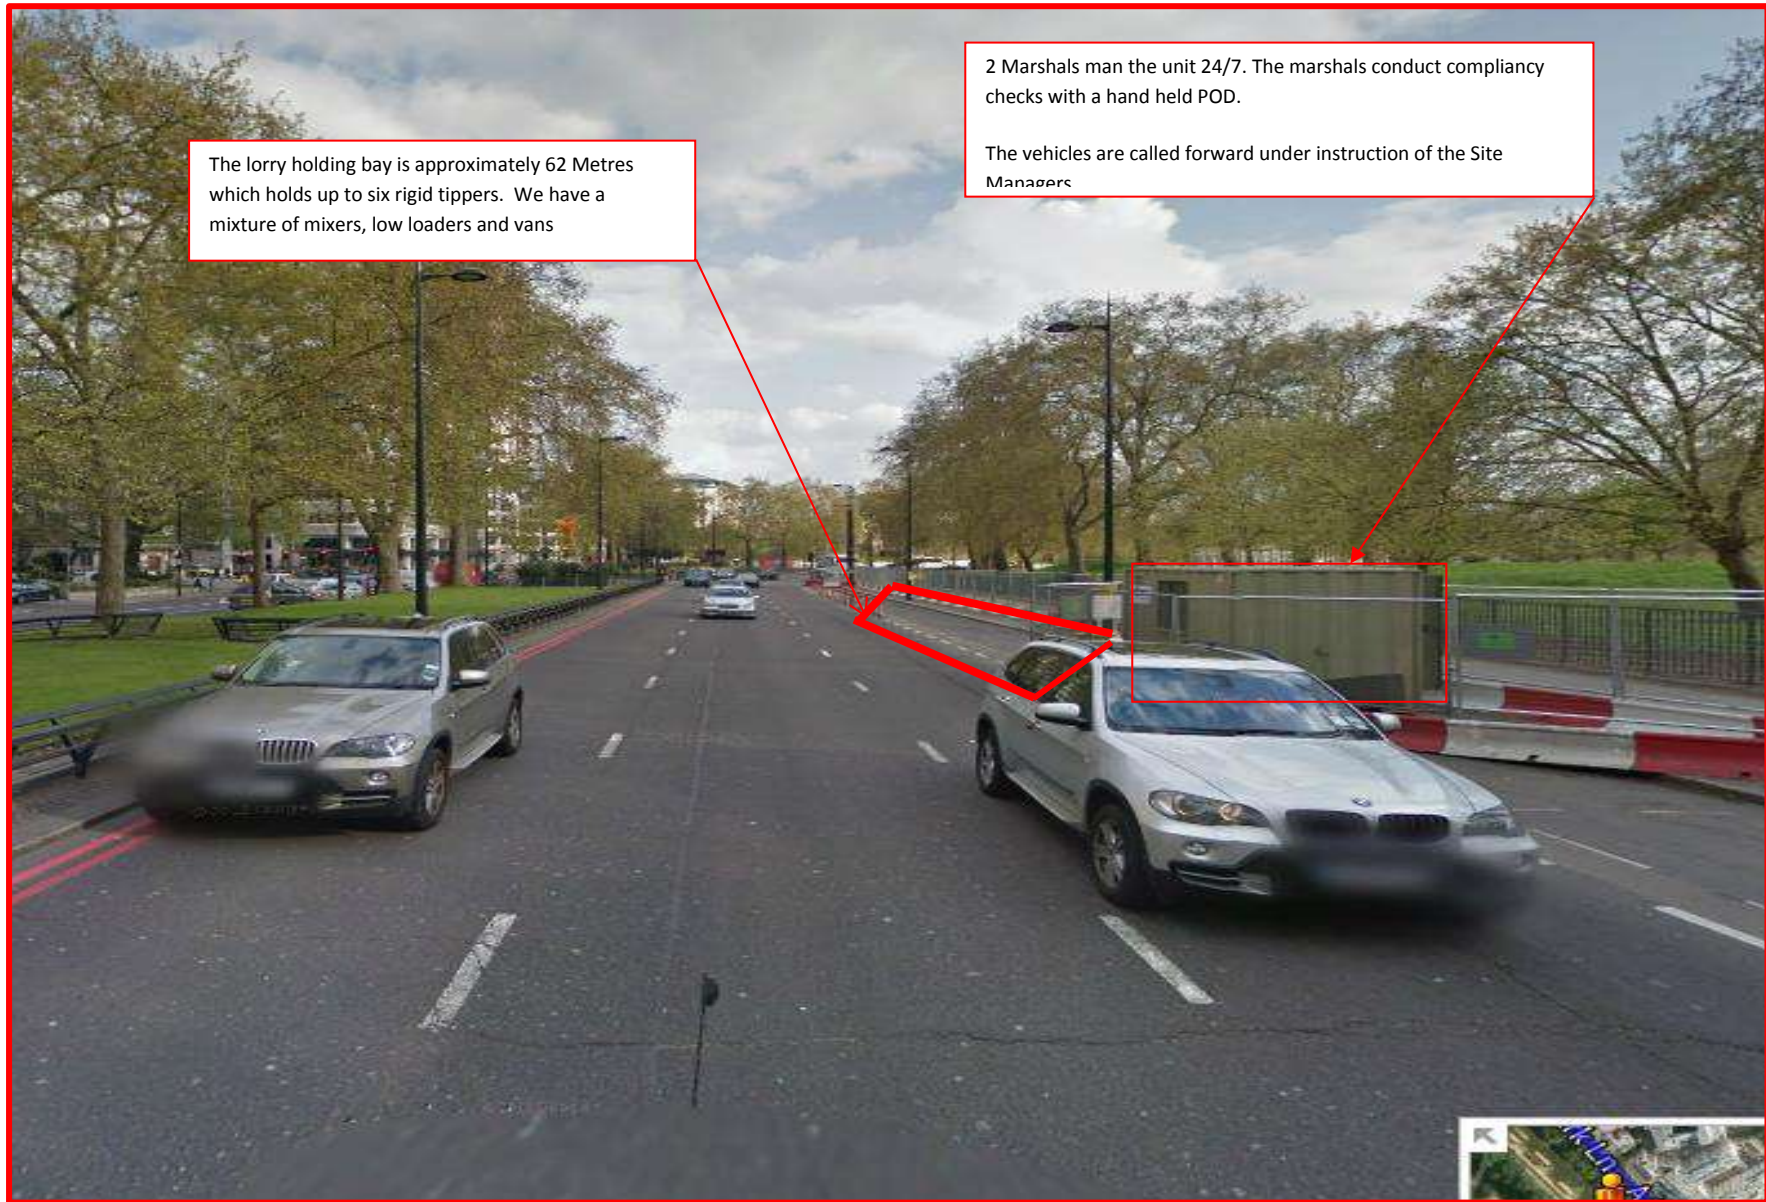 The lorry holding bay is approximately 62 Metres
which holds up to six rigid tippers. We have a
mixture of mixers, low loaders and vans
2 Marshals man the unit 24/7. The marshals conduct compliancy
checks with a hand held POD.
The vehicles are called forward under instruction of the Site
Managers